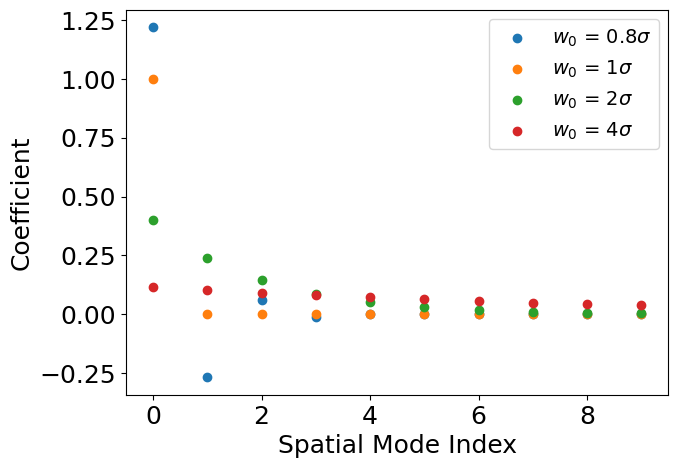 1.25
1.00
0.75
0.50
0.25
0.00
−0.25
Coefficient
0 2 4 6 8
Spatial Mode Index
w₀ = 0.8σ
w₀ = 1σ
w₀ = 2σ
w₀ = 4σ